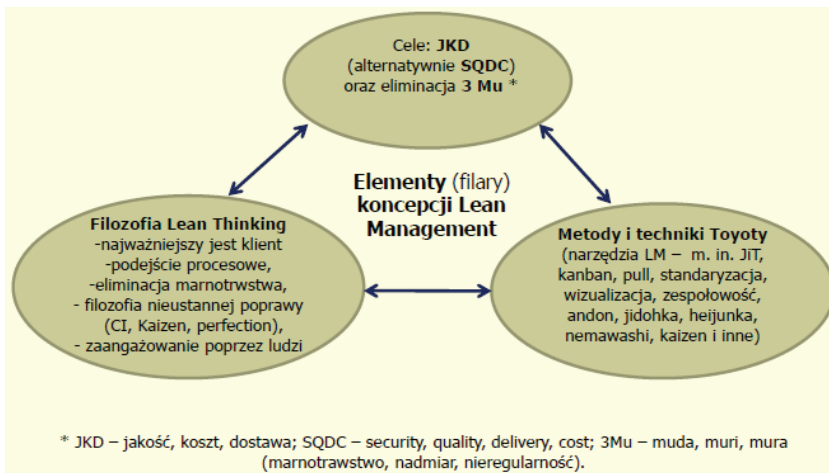 Cele: JKD
(alternatywnie SQDC)
oraz eliminacja 3 Mu *
Elementy (filary)
koncepcji Lean
Management
Filozofia Lean Thinking
-najważniejszy jest klient
-podejście procesowe,
-eliminacja marnotrwstwa,
- filozofia nieustannej poprawy
(CI, Kaizen, perfection),
- zaangażowanie poprzez ludzi
Metody i techniki Toyoty
(narzędzia LM – m. in. JiT,
kanban, pull, standaryzacja,
wizualizacja, zespołowość,
andon, jidohka, heijunka,
nemawashi, kaizen i inne)
* JKD – jakość, koszt, dostawa; SQDC – security, quality, delivery, cost; 3Mu – muda, muri, mura
(marnotrawstwo, nadmiar, nieregularność).